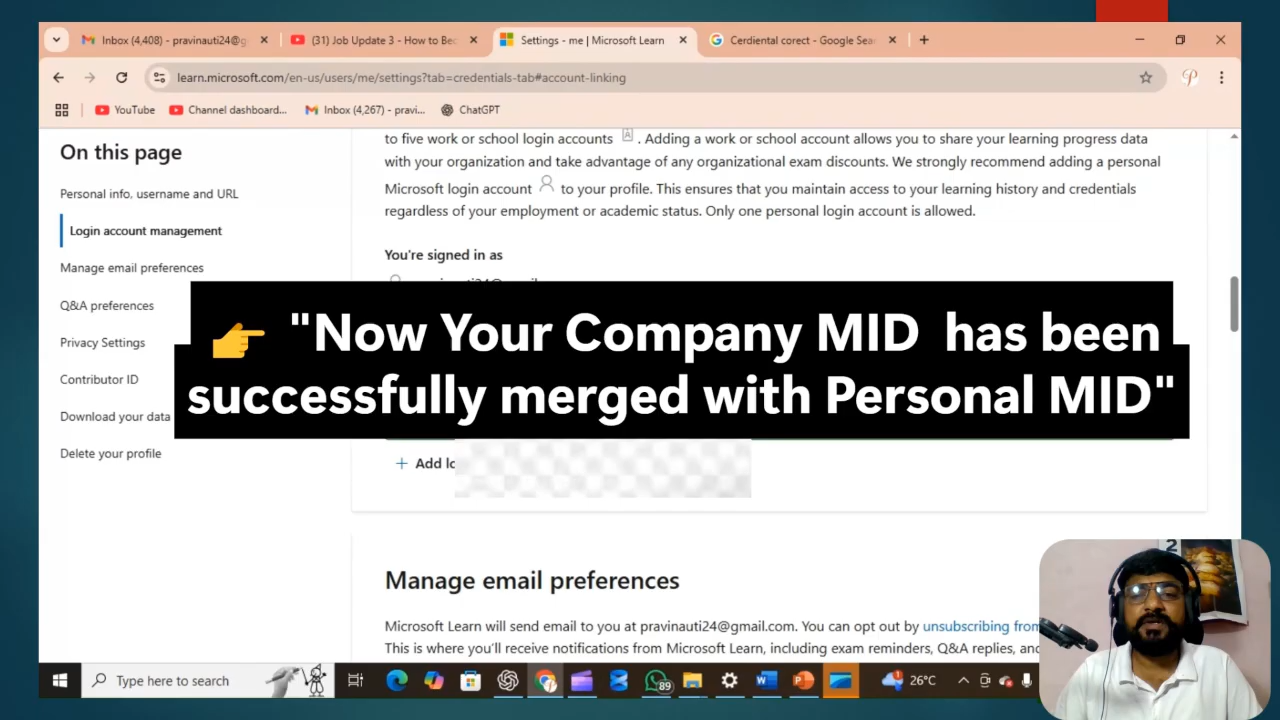 Inbox (4,408) - pravinauti24@g
(31) Job Update 3 - How to Bec
Settings - me | Microsoft Learn
Cerdiental corect - Google Sea
learn.microsoft.com/en-us/users/me/settings?tab=credentials-tab#account-linking
YouTube
Channel dashboard...
Inbox (4,267) - pravi...
ChatGPT
On this page
Personal info, username and URL
Login account management
Manage email preferences
Q&A preferences
Privacy Settings
Contributor ID
Download your data
Delete your profile
to five work or school login accounts . Adding a work or school account allows you to share your learning progress data
with your organization and take advantage of any organizational exam discounts. We strongly recommend adding a personal
Microsoft login account to your profile. This ensures that you maintain access to your learning history and credentials
regardless of your employment or academic status. Only one personal login account is allowed.
You're signed in as
👉 "Now Your Company MID has been
successfully merged with Personal MID"
+ Add lo
Manage email preferences
Microsoft Learn will send email to you at pravinauti24@gmail.com. You can opt out by unsubscribing from
This is where you'll receive notifications from Microsoft Learn, including exam reminders, Q&A replies, and
Type here to search
89
26°C
2